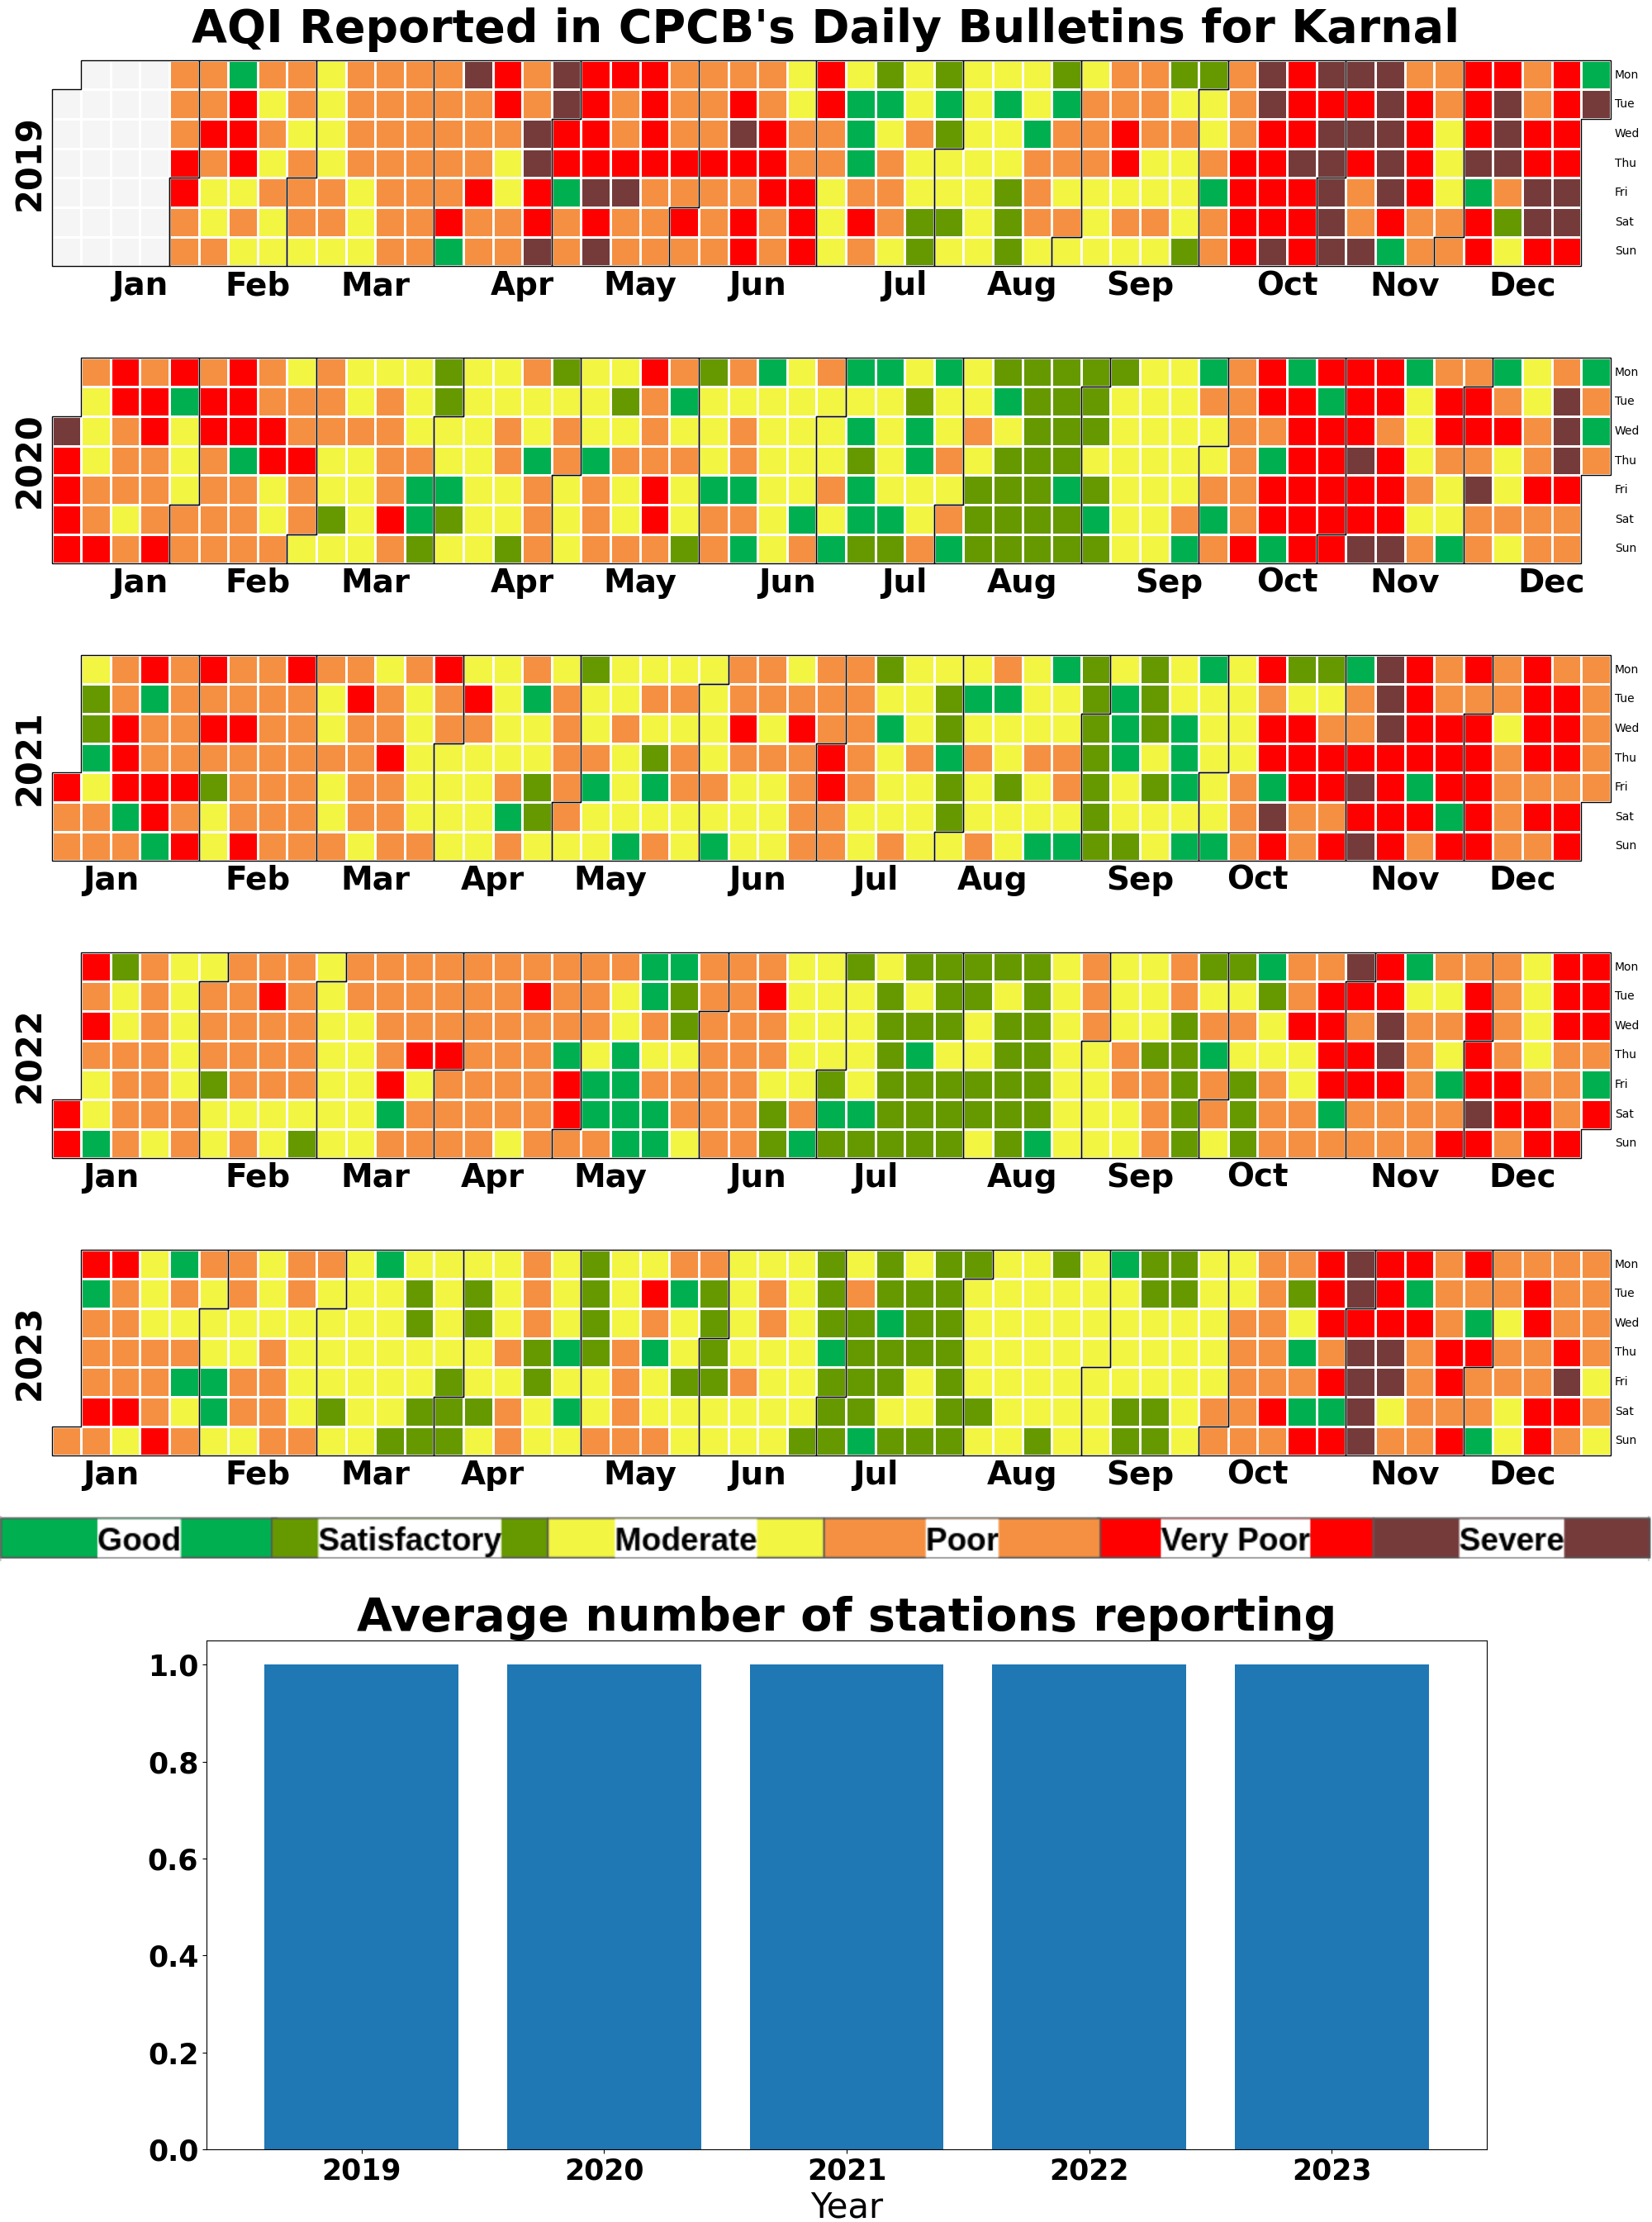 AQI Reported in CPCB's Daily Bulletins for Karnal
2019
Mon
Tue
Wed
Thu
Fri
Sat
Sun
Jan Feb Mar Apr May Jun Jul Aug Sep Oct Nov Dec
2020
Mon
Tue
Wed
Thu
Fri
Sat
Sun
Jan Feb Mar Apr May Jun Jul Aug Sep Oct Nov Dec
2021
Mon
Tue
Wed
Thu
Fri
Sat
Sun
Jan Feb Mar Apr May Jun Jul Aug Sep Oct Nov Dec
2022
Mon
Tue
Wed
Thu
Fri
Sat
Sun
Jan Feb Mar Apr May Jun Jul Aug Sep Oct Nov Dec
2023
Mon
Tue
Wed
Thu
Fri
Sat
Sun
Jan Feb Mar Apr May Jun Jul Aug Sep Oct Nov Dec
Good Satisfactory Moderate Poor Very Poor Severe
Average number of stations reporting
1.0
0.8
0.6
0.4
0.2
0.0
2019 2020 2021 2022 2023
Year